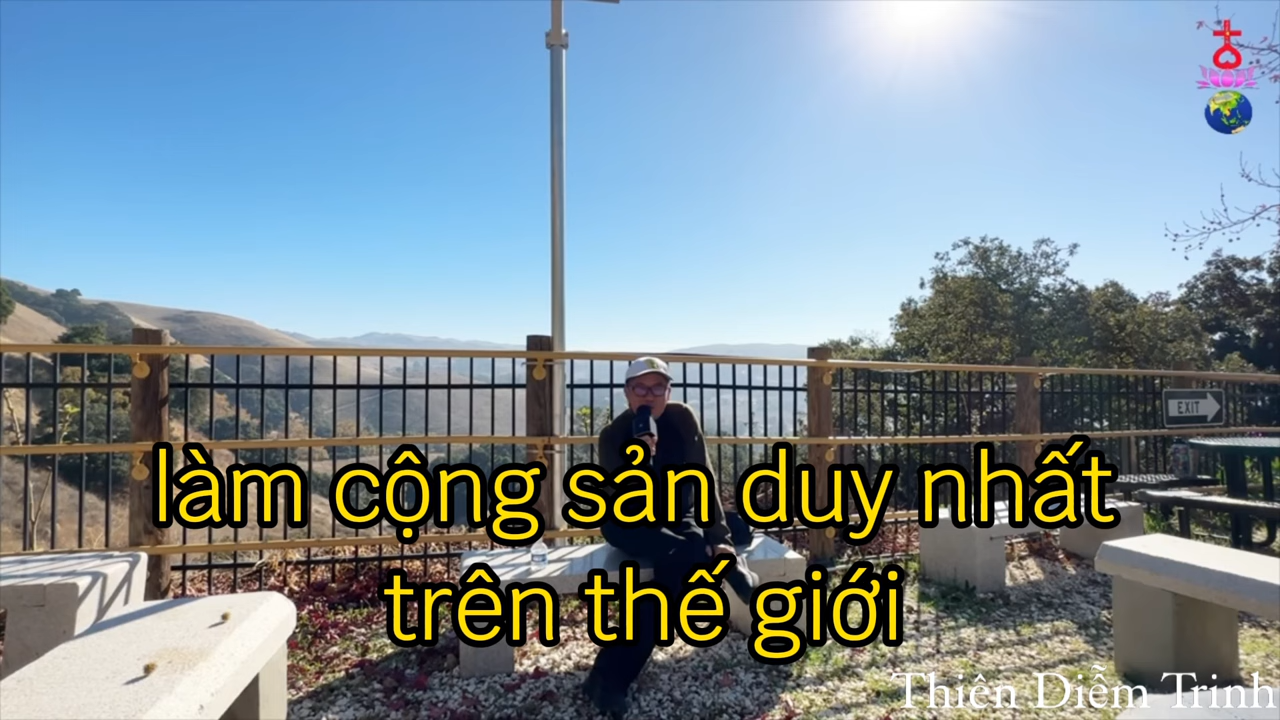 EXIT
làm cộng sản duy nhất
trên thế giới
Thiên Diễm Trinh